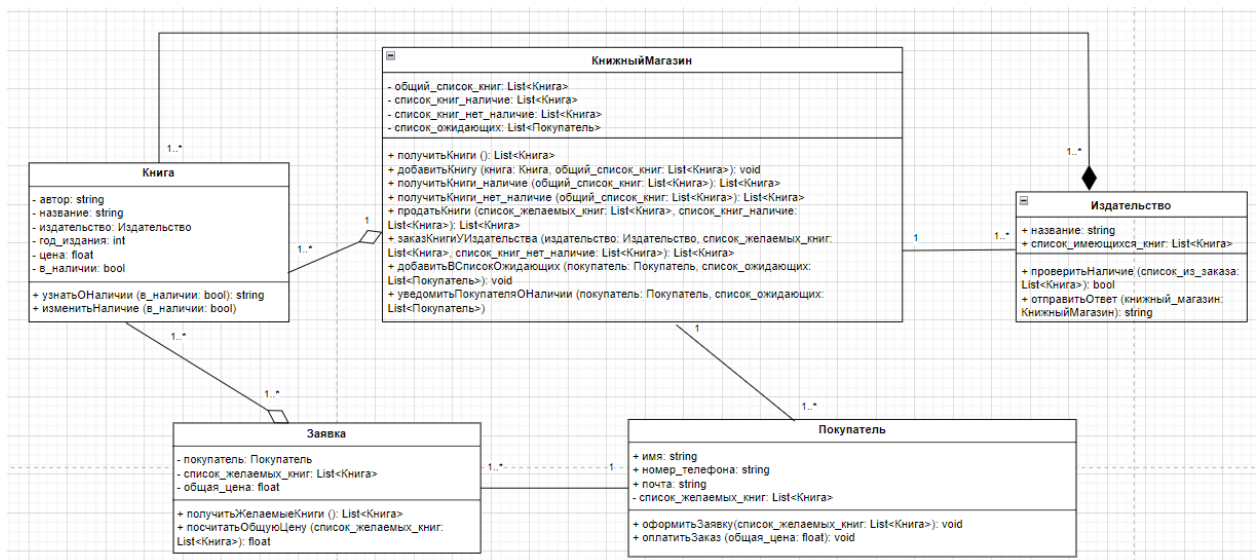 КнижныйМагазин
- общий_список_книг: List<Книга>
- список_книг_наличие: List<Книга>
- список_книг_нет_наличие: List<Книга>
- список_ожидающих: List<Покупатель>
+ получитьКниги (): List<Книга>
+ добавитьКнигу (книга: Книга, общий_список_книг: List<Книга>): void
+ получитьКниги_наличие (общий_список_книг: List<Книга>): List<Книга>
+ получитьКниги_нет_наличие (общий_список_книг: List<Книга>): List<Книга>
+ продатьКниги (список_желаемых_книг: List<Книга>, список_книг_наличие:
List<Книга>): List<Книга>
+ заказКнигиУИздательства (издательство: Издательство, список_желаемых_книг:
List<Книга>, список_книг_нет_наличие: List<Книга>): List<Книга>
+ добавитьВСписокОжидающих (покупатель: Покупатель, список_ожидающих:
List<Покупатель>): void
+ уведомитьПокупателяОНаличии (покупатель: Покупатель, список_ожидающих:
List<Покупатель>)
1..*
1..*
Книга
- автор: string
- название: string
- издательство: Издательство
- год_издания: int
- цена: float
- в_наличии: bool
+ узнатьОНаличии (в_наличии: bool): string
+ изменитьНаличие (в_наличии: bool)
1
1..*
Издательство
+ название: string
+ список_имеющихся_книг: List<Книга>
+ проверитьНаличие (список_из_заказа:
List<Книга>): bool
+ отправитьОтвет (книжный_магазин:
КнижныйМагазин): string
1
1..*
1..*
1..*
1
1..*
Заявка
- покупатель: Покупатель
- список_желаемых_книг: List<Книга>
- общая_цена: float
+ получитьЖелаемыеКниги (): List<Книга>
+ посчитатьОбщуюЦену (список_желаемых_книг:
List<Книга>): float
1..*
1
Покупатель
+ имя: string
+ номер_телефона: string
+ почта: string
- список_желаемых_книг: List<Книга>
+ оформитьЗаявку(список_желаемых_книг: List<Книга>): void
+ оплатитьЗаказ (общая_цена: float): void